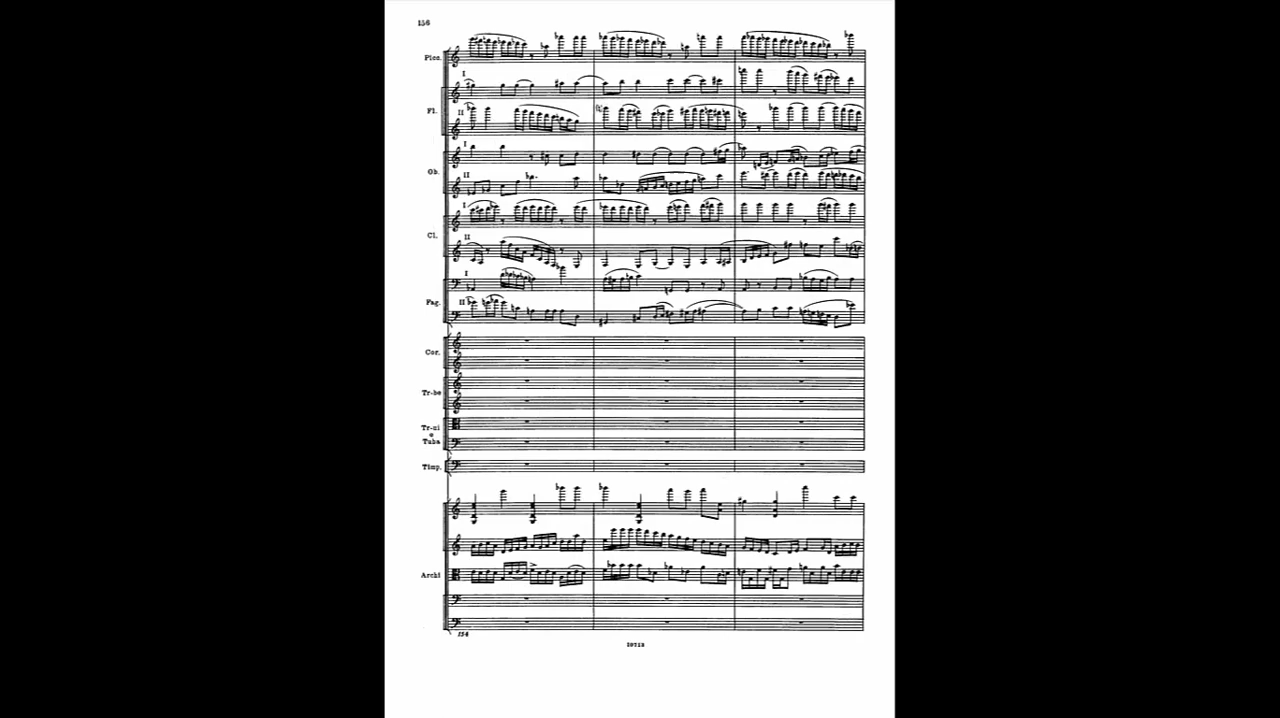 156
Picc.
I
Fl.
II
I
Ob.
II
I
Cl.
II
I
Fag.
II
Cor.
Tr-be
Tr-ni
e
Tuba
Timp.
Archi
154